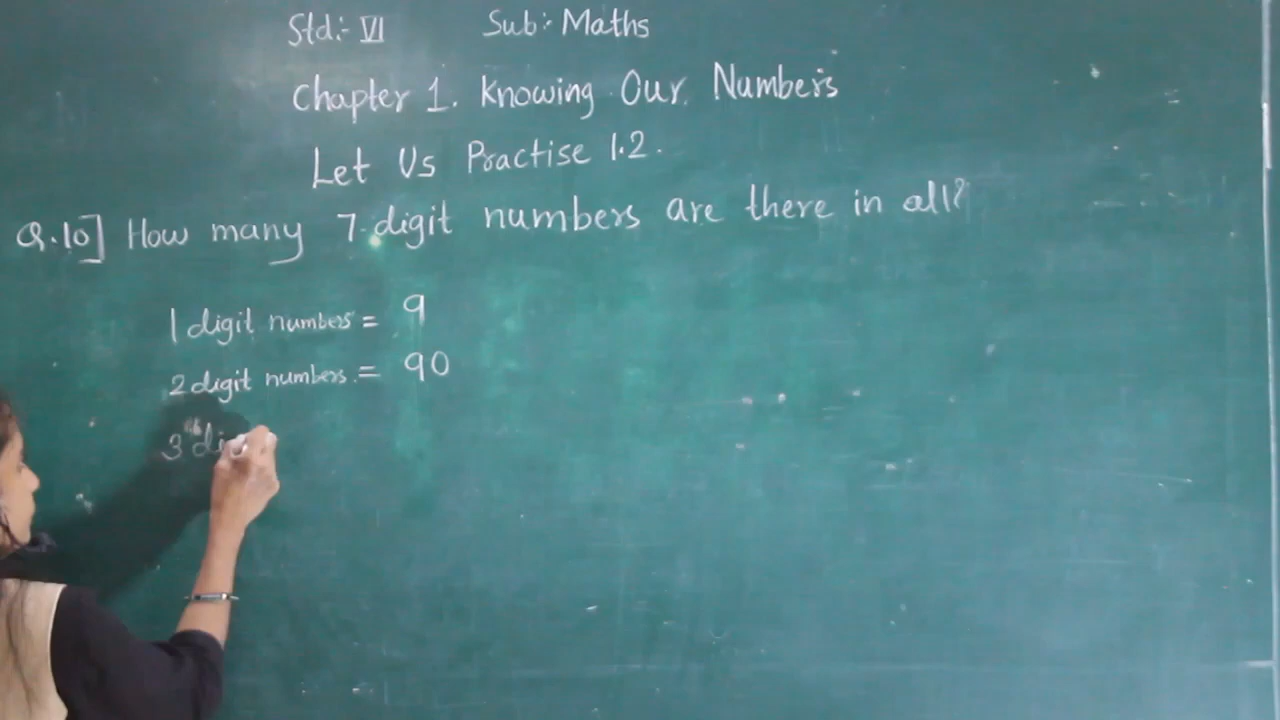 Std:- VI Sub:- Maths
Chapter 1. Knowing Our Numbers
Let Us Practise 1.2.
Q.10] How many 7-digit numbers are there in all?
1 digit numbers = 9
2 digit numbers = 90
3 di